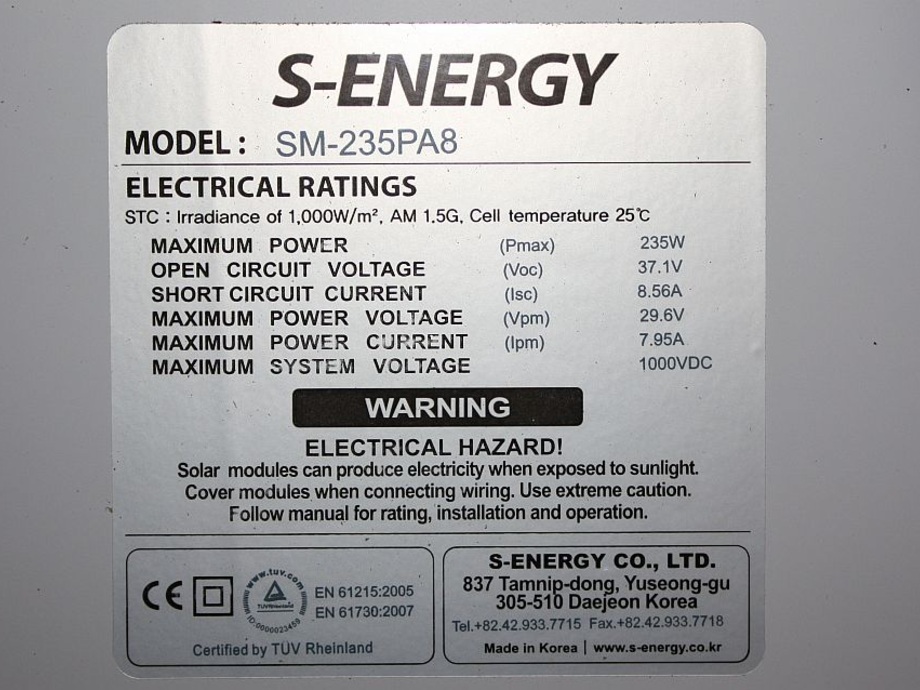 S-ENERGY
MODEL : SM-235PA8
ELECTRICAL RATINGS
STC : Irradiance of 1,000W/m², AM 1.5G, Cell temperature 25℃
MAXIMUM POWER (Pmax) 235W
OPEN CIRCUIT VOLTAGE (Voc) 37.1V
SHORT CIRCUIT CURRENT (Isc) 8.56A
MAXIMUM POWER VOLTAGE (Vpm) 29.6V
MAXIMUM POWER CURRENT (Ipm) 7.95A
MAXIMUM SYSTEM VOLTAGE 1000VDC
WARNING
ELECTRICAL HAZARD!
Solar modules can produce electricity when exposed to sunlight.
Cover modules when connecting wiring. Use extreme caution.
Follow manual for rating, installation and operation.
CE
www.tuv.com
TÜVRheinland
EN 61215:2005
EN 61730:2007
Certified by TÜV Rheinland
S-ENERGY CO., LTD.
837 Tamnip-dong, Yuseong-gu
305-510 Daejeon Korea
Tel.+82.42.933.7715 Fax.+82.42.933.7718
Made in Korea | www.s-energy.co.kr